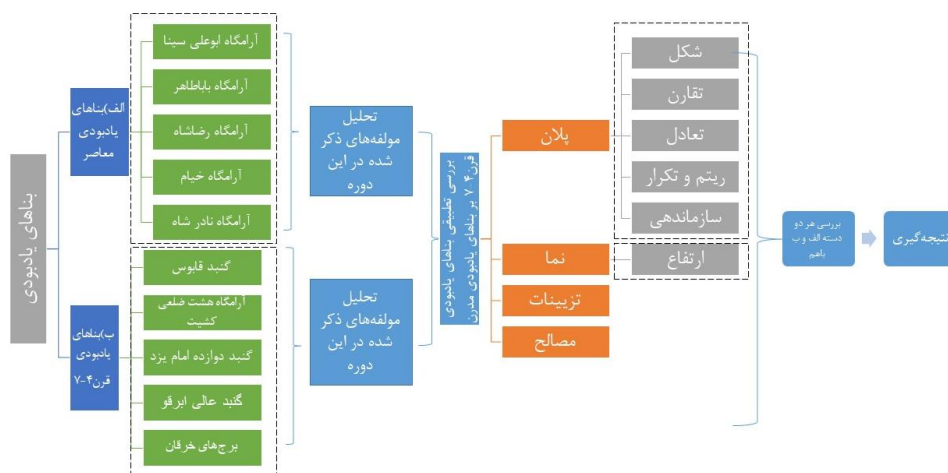 بناهای یادبودی
الف)بناهای
یادبودی
معاصر
ب)بناهای
یادبودی
قرن۴-۷
آرامگاه ابوعلی سینا
آرامگاه باباطاهر
آرامگاه رضاشاه
آرامگاه خیام
آرامگاه نادر شاه
گنبد قابوس
آرامگاه هشت ضلعی
کشیت
گنبد دوازده امام یزد
گنبد عالی ابرقو
برج‌های خرقان
تحلیل
مولفه‌های ذکر
شده در این
دوره
تحلیل
مولفه‌های ذکر
شده در این
دوره
بررسی تطبیقی بناهای یادبودی
قرن۴-۷ بر بناهای یادبودی مدرن
پلان
نما
تزیینات
مصالح
شکل
تقارن
تعادل
ریتم و تکرار
سازماندهی
ارتفاع
بررسی هر دو
دسته الف و ب
باهم
نتیجه‌گیری